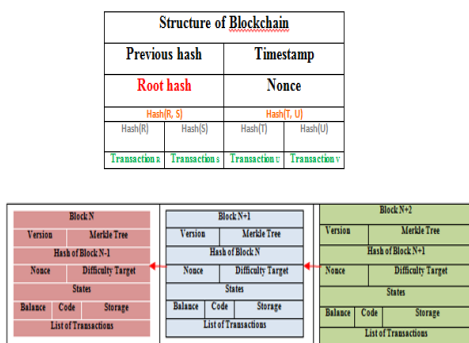 Structure of Blockchain
Previous hash Timestamp
Root hash Nonce
Hash(R, S) Hash(T, U)
Hash(R) Hash(S) Hash(T) Hash(U)
Transaction R Transaction S Transaction U Transaction V
Block N
Version Merkle Tree
Hash of Block N-1
Nonce Difficulty Target
States
Balance Code Storage
List of Transactions
Block N+1
Version Merkle Tree
Hash of Block N
Nonce Difficulty Target
States
Balance Code Storage
List of Transactions
Block N+2
Version Merkle Tree
Hash of Block N+1
Nonce Difficulty Target
States
Balance Code Storage
List of Transactions